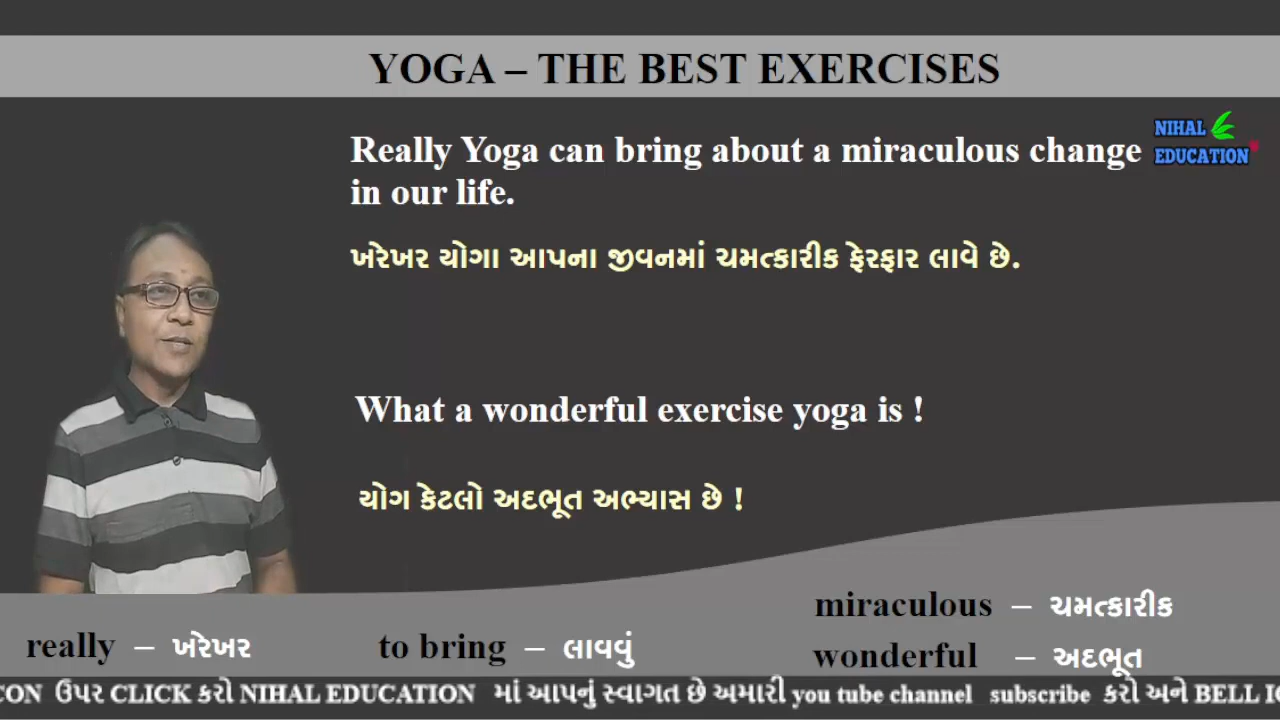 YOGA – THE BEST EXERCISES
Really Yoga can bring about a miraculous change
in our life.
NIHAL
EDUCATION
ખરેખર યોગા આપના જીવનમાં ચમત્કારીક ફેરફાર લાવે છે.
What a wonderful exercise yoga is !
યોગ કેટલો અદભૂત અભ્યાસ છે !
miraculous – ચમત્કારીક
really – ખરેખર
to bring – લાવવું
wonderful – અદભૂત
CON ઉપર CLICK કરો NIHAL EDUCATION માં આપનું સ્વાગત છે અમારી you tube channel subscribe કરો અને BELL IC